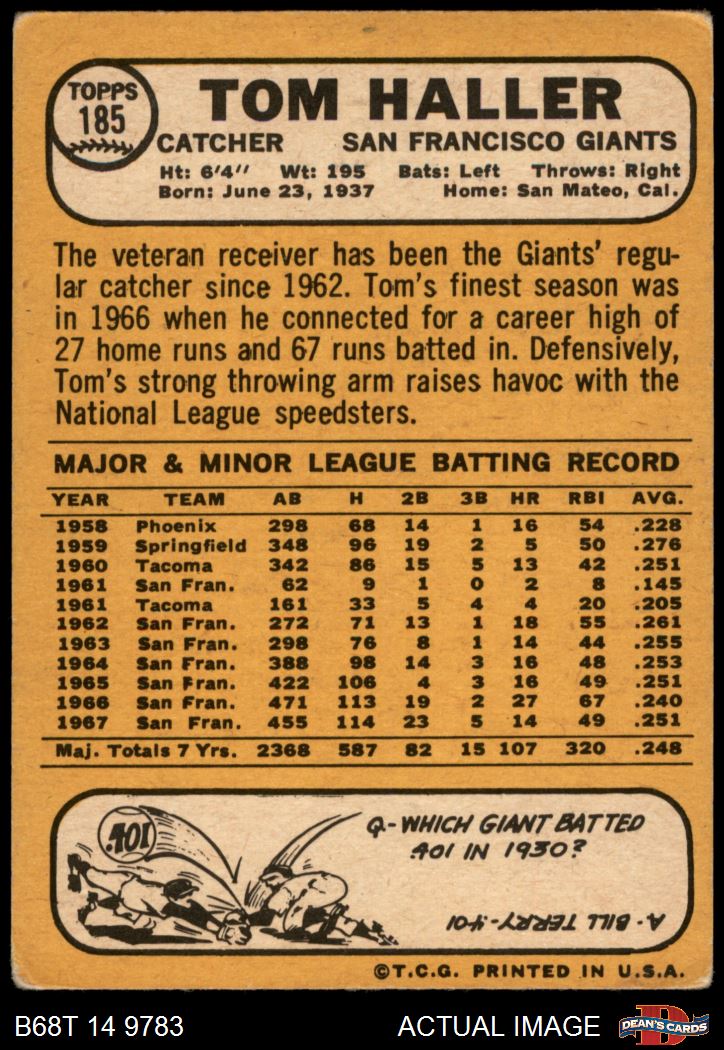 TOPPS
185
TOM HALLER
CATCHER SAN FRANCISCO GIANTS
Ht: 6'4" Wt: 195 Bats: Left Throws: Right
Born: June 23, 1937 Home: San Mateo, Cal.
The veteran receiver has been the Giants' regu-
lar catcher since 1962. Tom's finest season was
in 1966 when he connected for a career high of
27 home runs and 67 runs batted in. Defensively,
Tom's strong throwing arm raises havoc with the
National League speedsters.
MAJOR & MINOR LEAGUE BATTING RECORD
YEAR TEAM AB H 2B 3B HR RBI AVG.
1958 Phoenix 298 68 14 1 16 54 .228
1959 Springfield 348 96 19 2 5 50 .276
1960 Tacoma 342 86 15 5 13 42 .251
1961 San Fran. 62 9 1 0 2 8 .145
1961 Tacoma 161 33 5 4 4 20 .205
1962 San Fran. 272 71 13 1 18 55 .261
1963 San Fran. 298 76 8 1 14 44 .255
1964 San Fran. 388 98 14 3 16 48 .253
1965 San Fran. 422 106 4 3 16 49 .251
1966 San Fran. 471 113 19 2 27 67 .240
1967 San Fran. 455 114 23 5 14 49 .251
Maj. Totals 7 Yrs. 2368 587 82 15 107 320 .248
.401
Q-WHICH GIANT BATTED
.401 IN 1930?
A-BILL TERRY-.401
©T.C.G. PRINTED IN U.S.A.
B68T 14 9783 ACTUAL IMAGE
D
DEAN'S CARDS